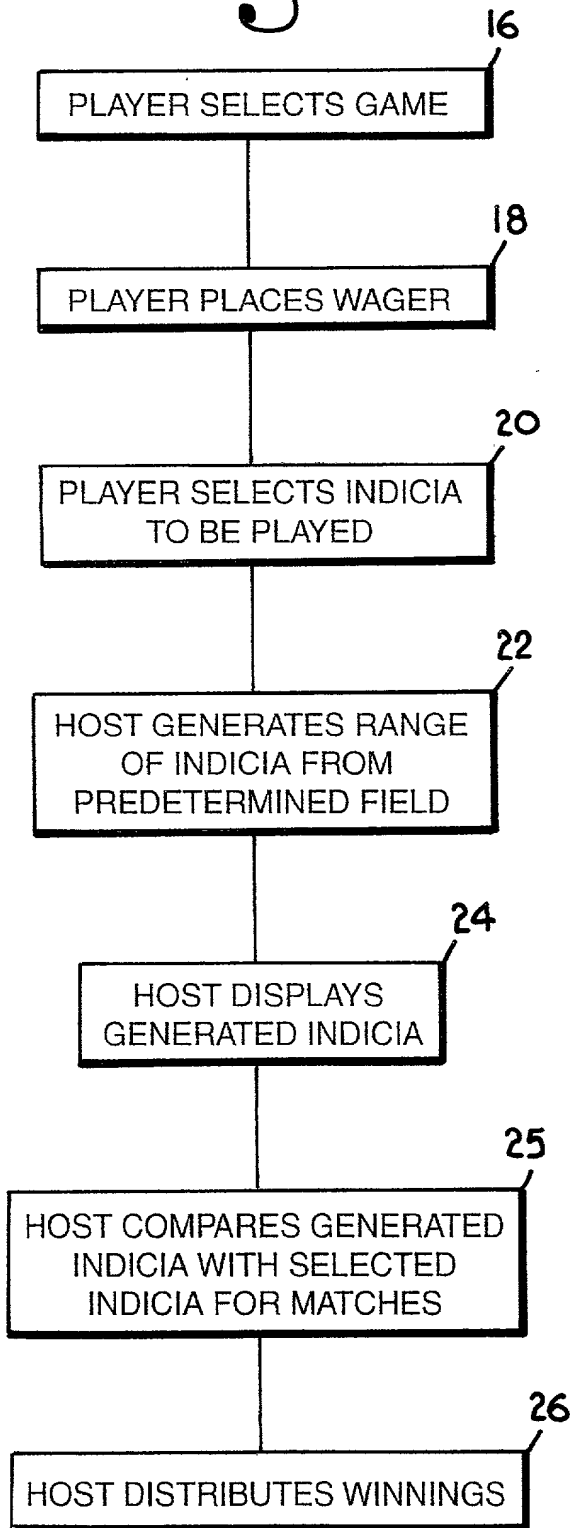 16
PLAYER SELECTS GAME
18
PLAYER PLACES WAGER
20
PLAYER SELECTS INDICIA
TO BE PLAYED
22
HOST GENERATES RANGE
OF INDICIA FROM
PREDETERMINED FIELD
24
HOST DISPLAYS
GENERATED INDICIA
25
HOST COMPARES GENERATED
INDICIA WITH SELECTED
INDICIA FOR MATCHES
26
HOST DISTRIBUTES WINNINGS